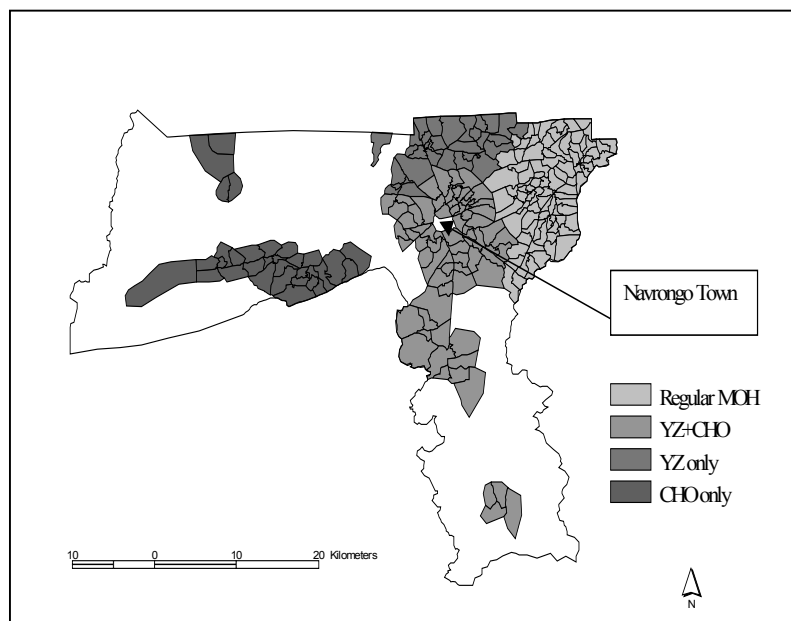 Navrongo Town
Regular MOH
YZ+CHO
YZ only
CHO only
10 0 10 20 Kilometers
N